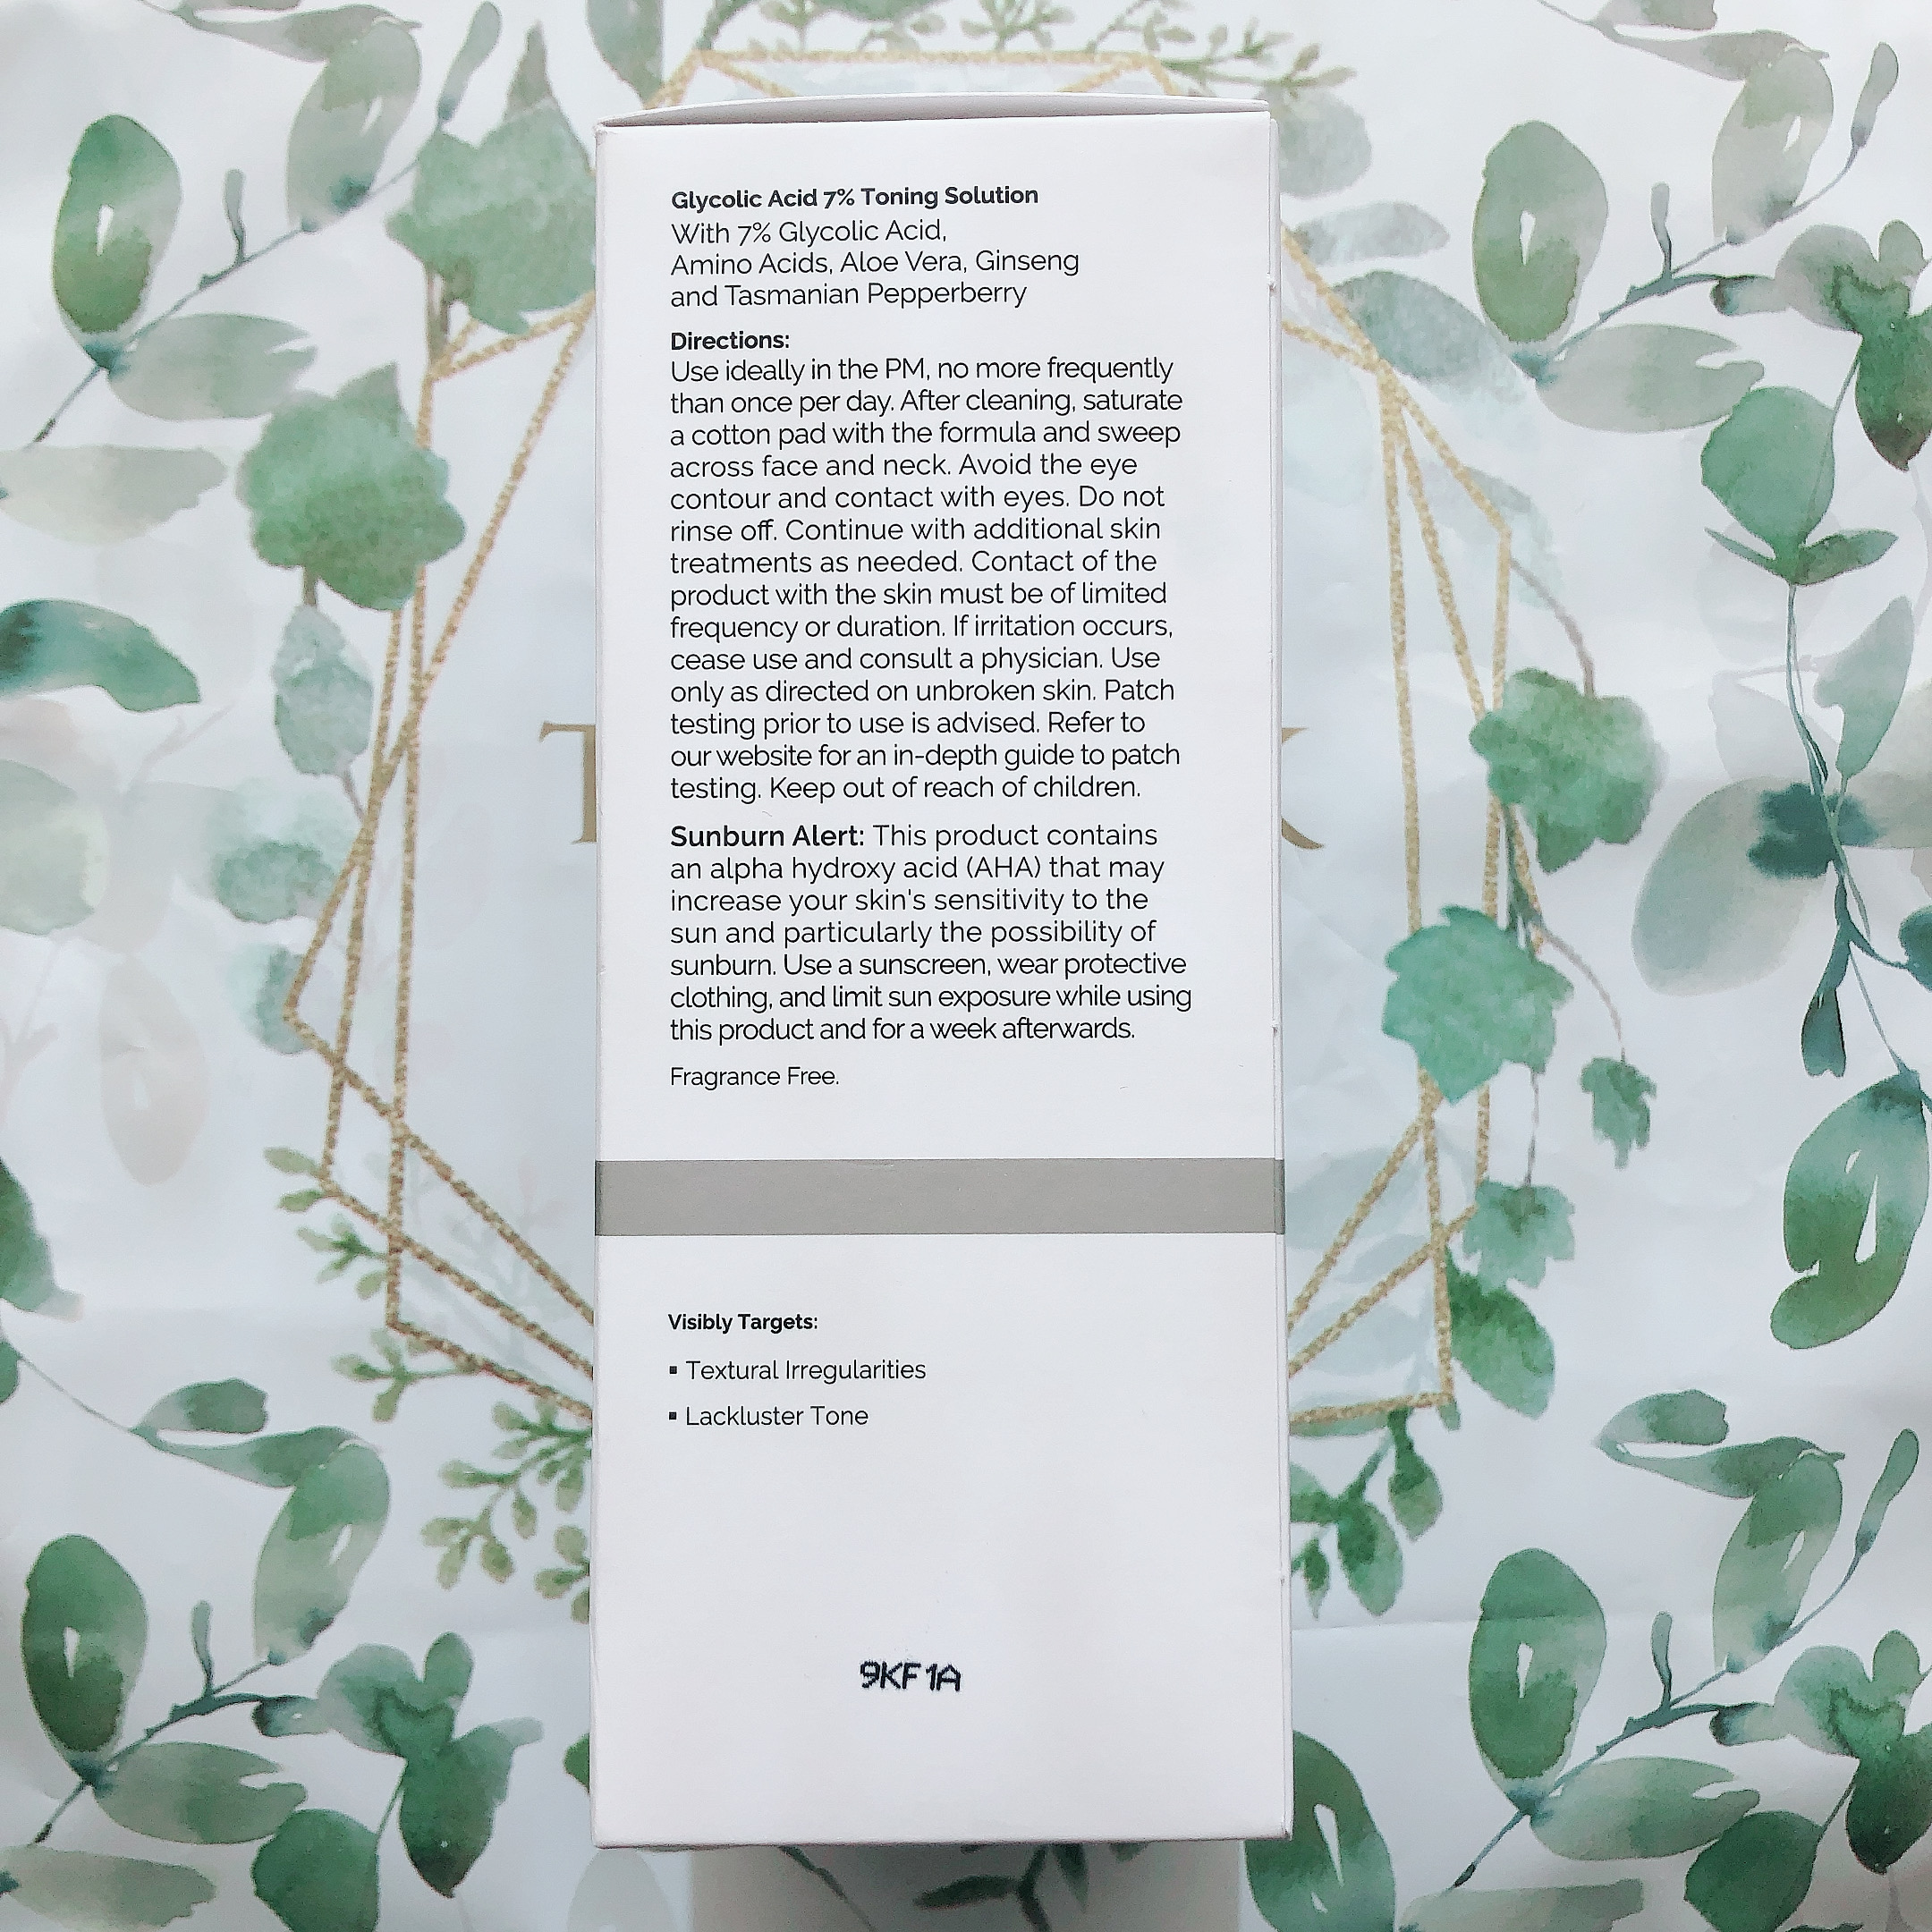 Glycolic Acid 7% Toning Solution
With 7% Glycolic Acid,
Amino Acids, Aloe Vera, Ginseng
and Tasmanian Pepperberry
Directions:
Use ideally in the PM, no more frequently
than once per day. After cleaning, saturate
a cotton pad with the formula and sweep
across face and neck. Avoid the eye
contour and contact with eyes. Do not
rinse off. Continue with additional skin
treatments as needed. Contact of the
product with the skin must be of limited
frequency or duration. If irritation occurs,
cease use and consult a physician. Use
only as directed on unbroken skin. Patch
testing prior to use is advised. Refer to
our website for an in-depth guide to patch
testing. Keep out of reach of children.
Sunburn Alert: This product contains
an alpha hydroxy acid (AHA) that may
increase your skin's sensitivity to the
sun and particularly the possibility of
sunburn. Use a sunscreen, wear protective
clothing, and limit sun exposure while using
this product and for a week afterwards.
Fragrance Free.
Visibly Targets:
▪ Textural Irregularities
▪ Lackluster Tone
9KF1A